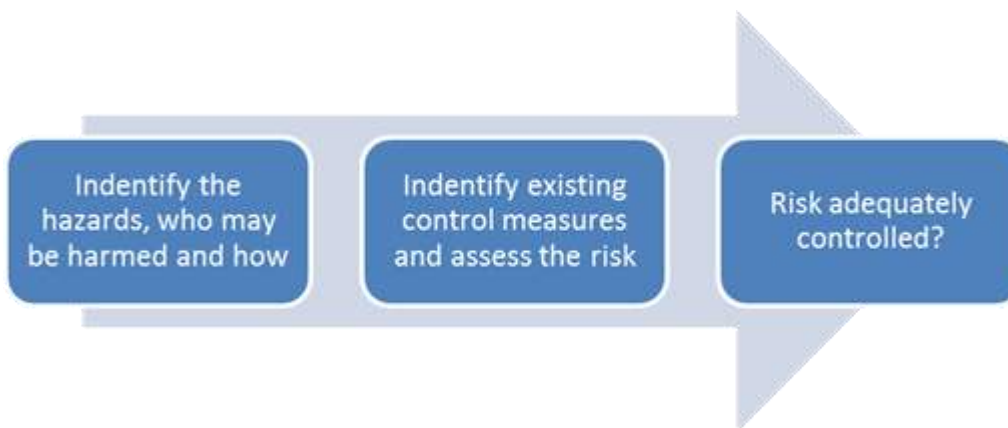 Indentify the
hazards, who may
be harmed and how
Indentify existing
control measures
and assess the risk
Risk adequately
controlled?